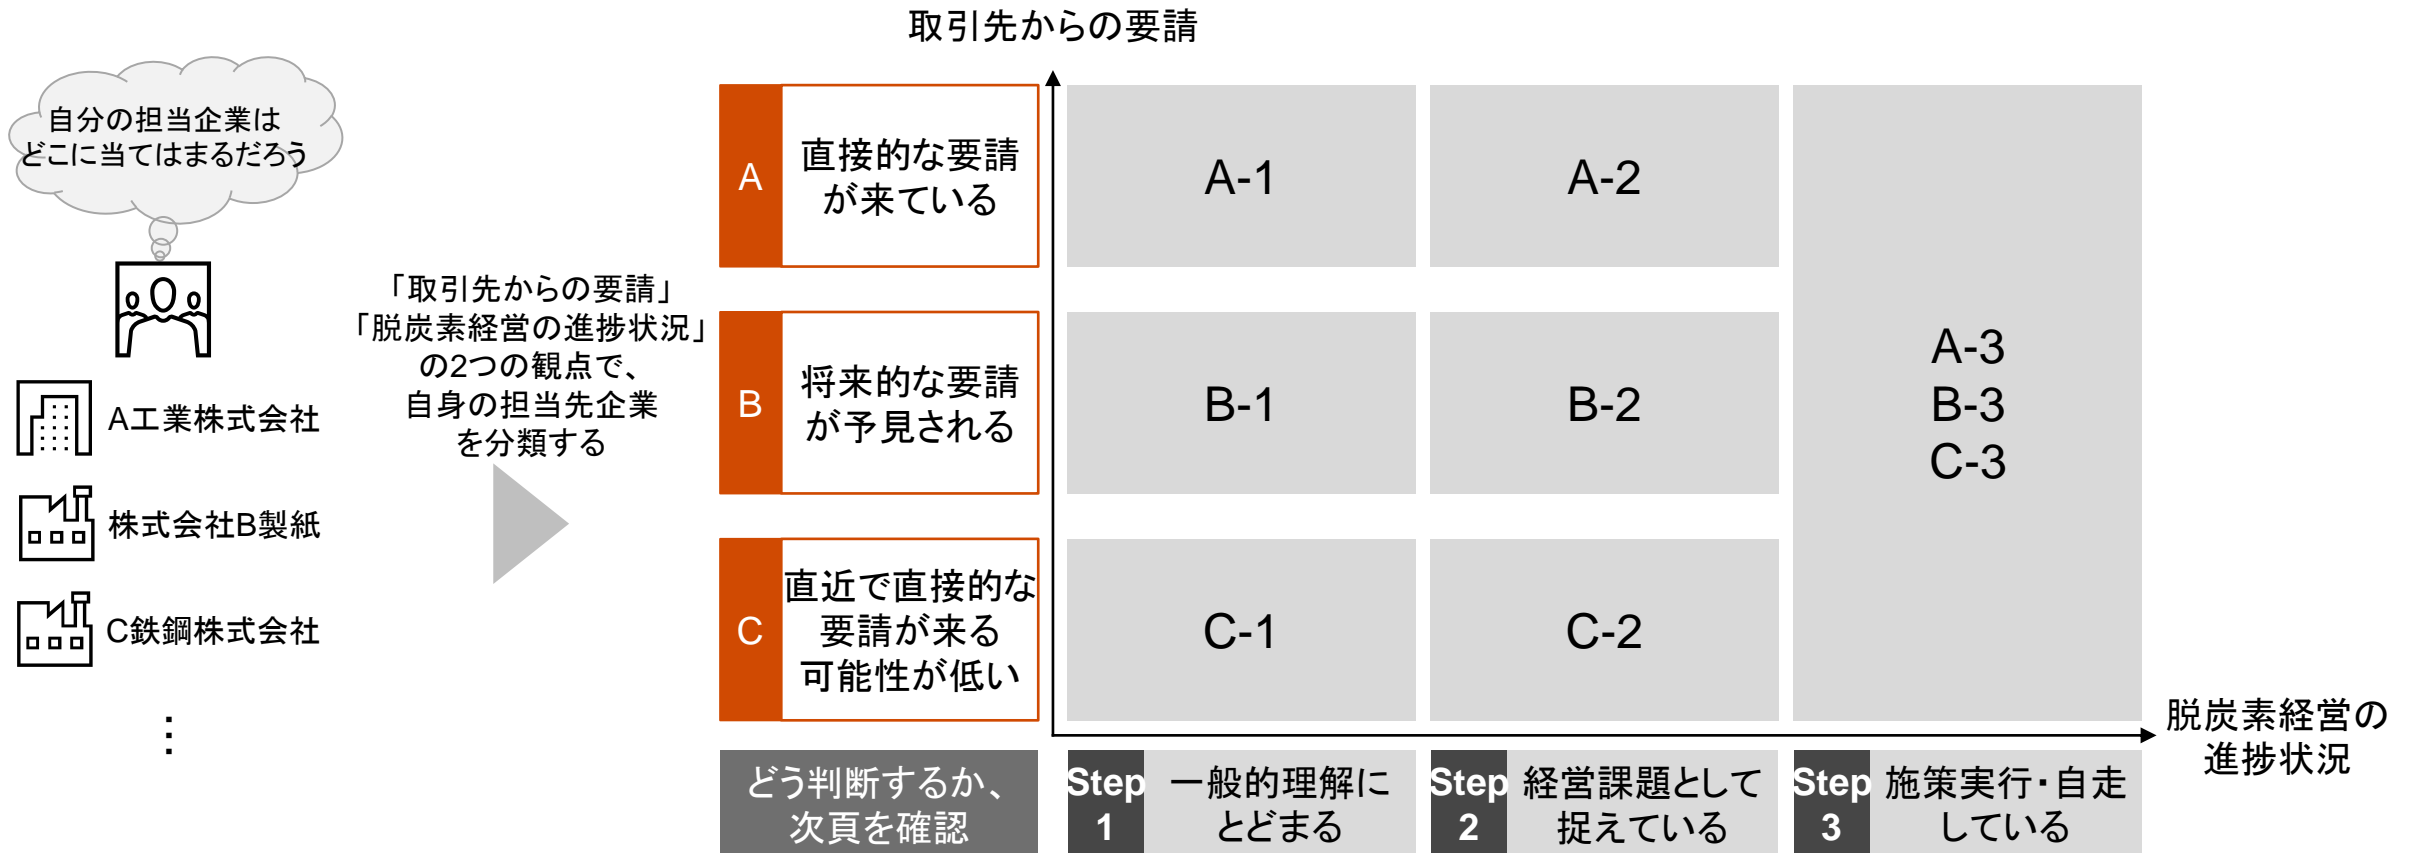 取引先からの要請
自分の担当企業は
どこに当てはまるだろう
A工業株式会社
株式会社B製紙
C鉄鋼株式会社
⋮
「取引先からの要請」
「脱炭素経営の進捗状況」
の2つの観点で、
自身の担当先企業
を分類する
A
直接的な要請
が来ている
A-1
A-2
B
将来的な要請
が予見される
B-1
B-2
A-3
B-3
C-3
C
直近で直接的な
要請が来る
可能性が低い
C-1
C-2
脱炭素経営の
進捗状況
どう判断するか、
次頁を確認
Step
1
一般的理解に
とどまる
Step
2
経営課題として
捉えている
Step
3
施策実行・自走
している